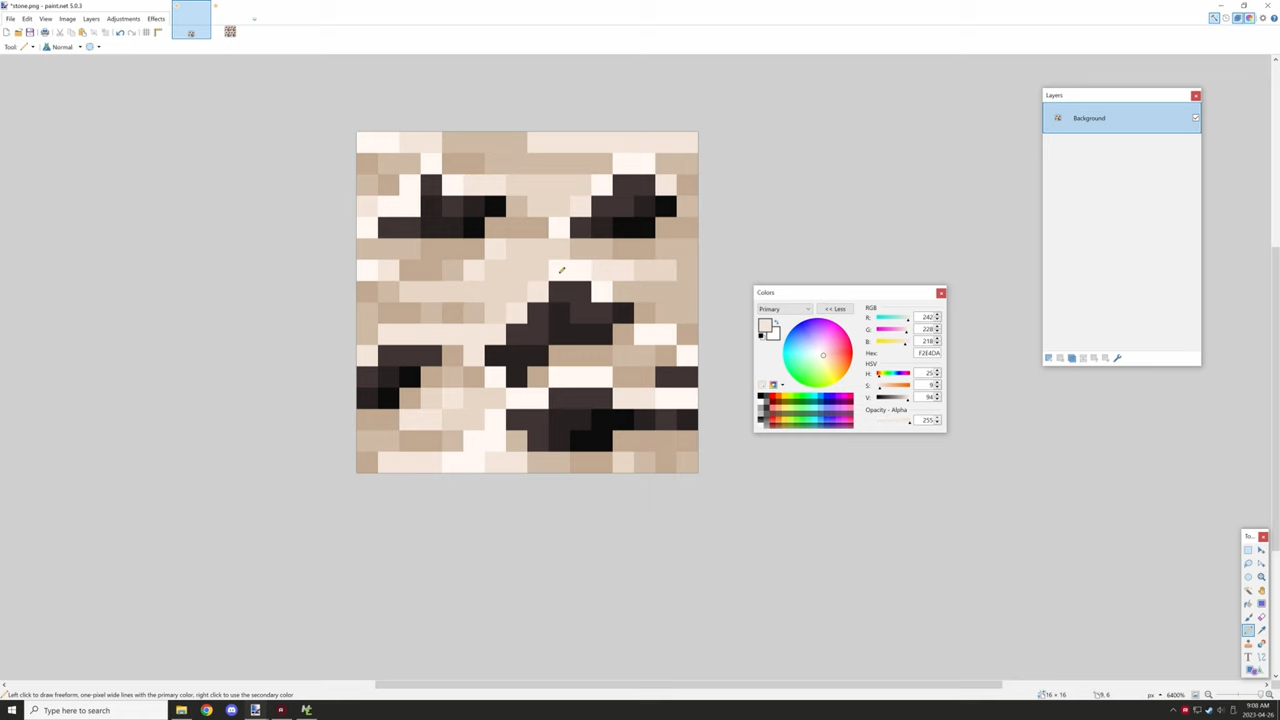 *stone.png - paint.net 5.0.3
File Edit View Image Layers Adjustments Effects
Tool:
Normal
Layers
Background
Colors
Primary
<< Less
RGB
R: 242
G: 228
B: 218
Hex: F2E4DA
HSV
H: 25
S: 9
V: 94
Opacity - Alpha
255
To...
Left click to draw freeform, one-pixel wide lines with the primary color, right click to use the secondary color
16 × 16
9, 6
px
6400%
Type here to search
9:08 AM
2023-04-26